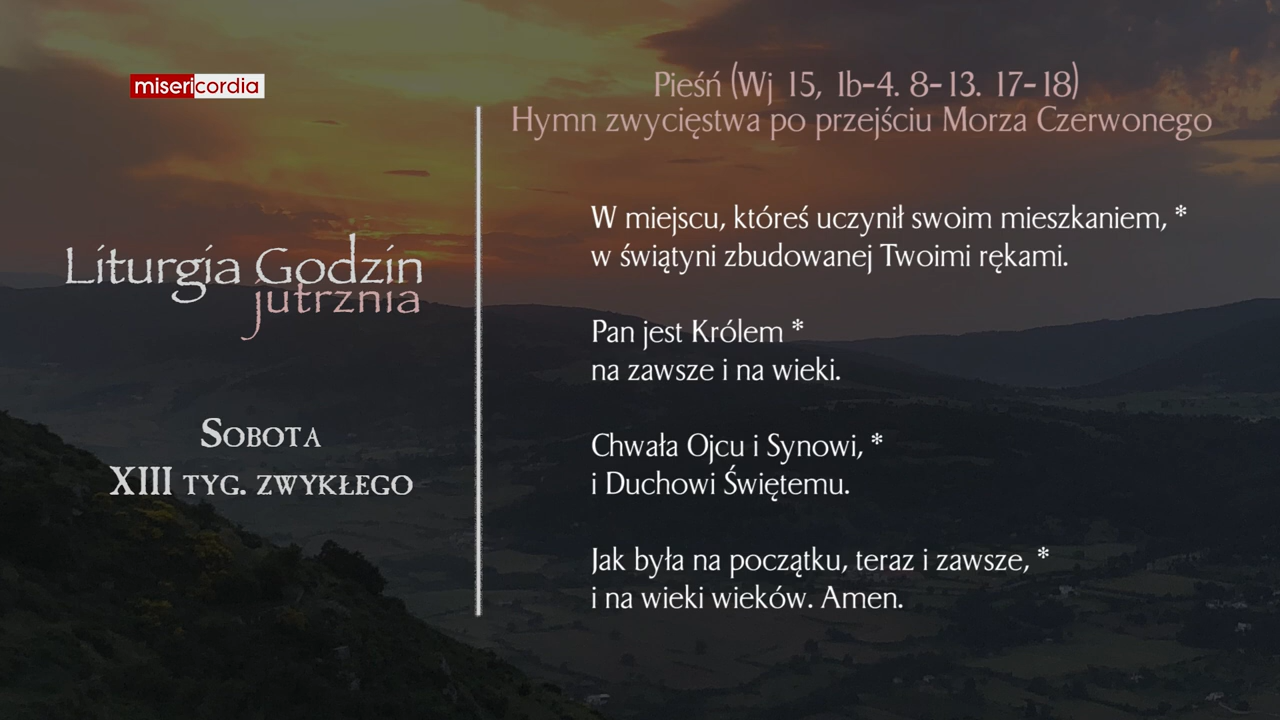 misericordia
Liturgia Godzin
jutrznia
Sobota
XIII tyg. zwykłego
Pieśń (Wj 15, 1b-4. 8-13. 17-18)
Hymn zwycięstwa po przejściu Morza Czerwonego
W miejscu, któreś uczynił swoim mieszkaniem, *
w świątyni zbudowanej Twoimi rękami.
Pan jest Królem *
na zawsze i na wieki.
Chwała Ojcu i Synowi, *
i Duchowi Świętemu.
Jak była na początku, teraz i zawsze, *
i na wieki wieków. Amen.